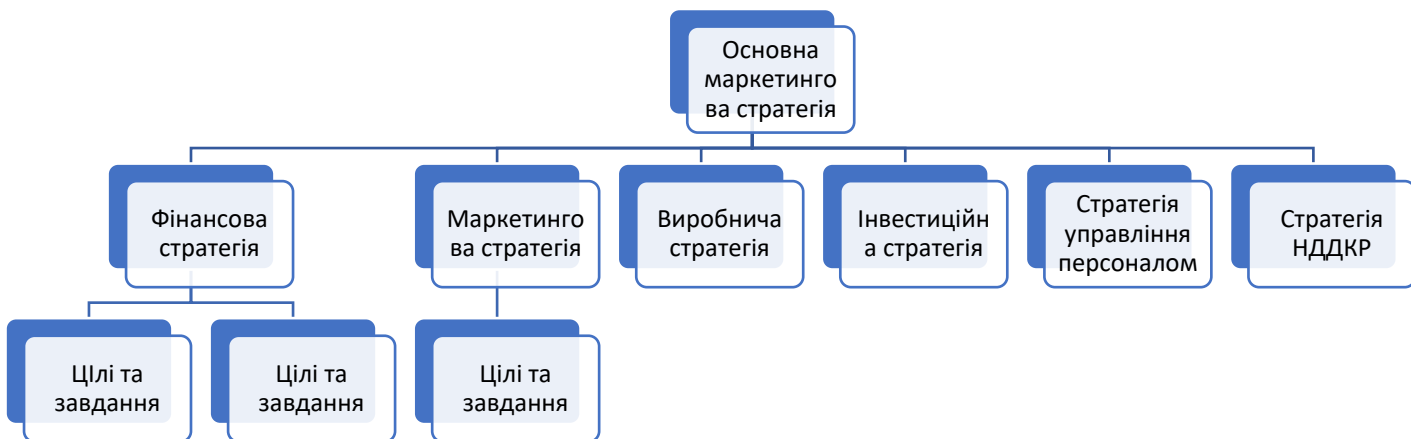 Основна
маркетинго
ва стратегія
Фінансова
стратегія
Маркетинго
ва стратегія
Виробнича
стратегія
Інвестиційн
а стратегія
Стратегія
управління
персоналом
Стратегія
НДДКР
ЦІлі та
завдання
Цілі та
завдання
Цілі та
завдання